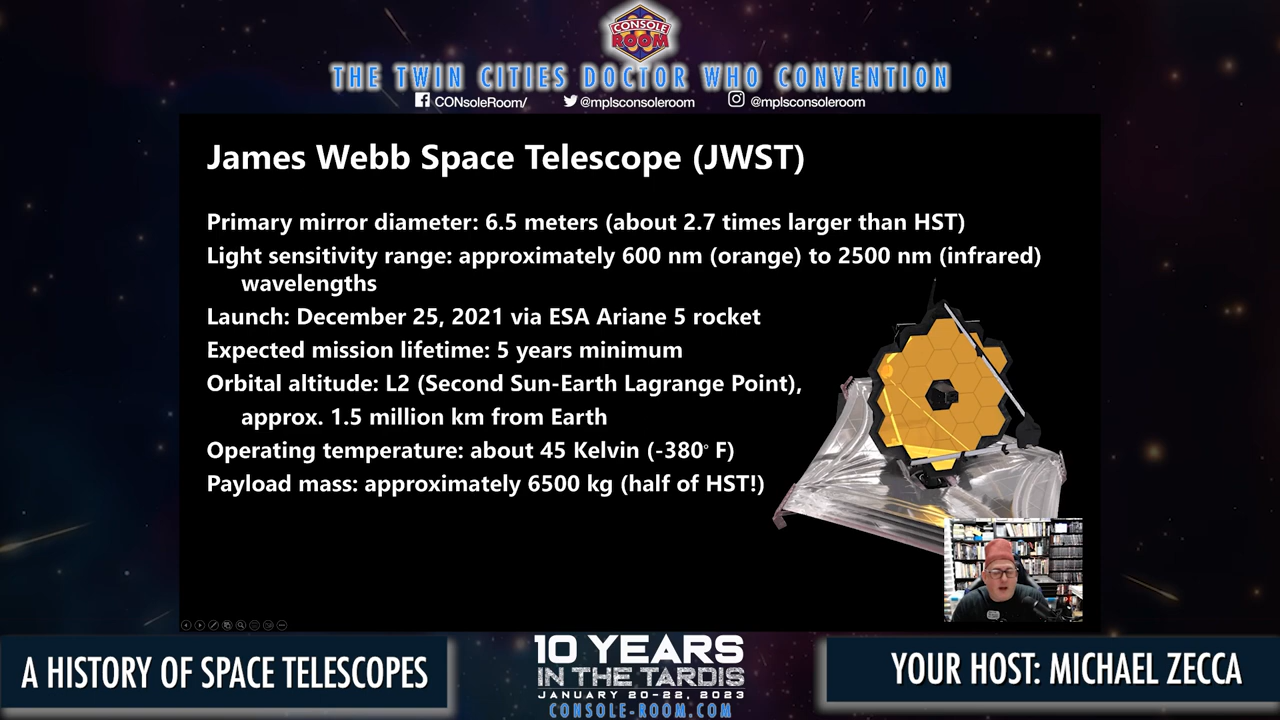 CONSOLE
ROOM
THE TWIN CITIES DOCTOR WHO CONVENTION
CONsoleRoom/ @mplsconsoleroom @mplsconsoleroom
James Webb Space Telescope (JWST)
Primary mirror diameter: 6.5 meters (about 2.7 times larger than HST)
Light sensitivity range: approximately 600 nm (orange) to 2500 nm (infrared)
wavelengths
Launch: December 25, 2021 via ESA Ariane 5 rocket
Expected mission lifetime: 5 years minimum
Orbital altitude: L2 (Second Sun-Earth Lagrange Point),
approx. 1.5 million km from Earth
Operating temperature: about 45 Kelvin (-380° F)
Payload mass: approximately 6500 kg (half of HST!)
A HISTORY OF SPACE TELESCOPES
10 YEARS
IN THE TARDIS
JANUARY 20-22, 2023
CONSOLE-ROOM.COM
YOUR HOST: MICHAEL ZECCA